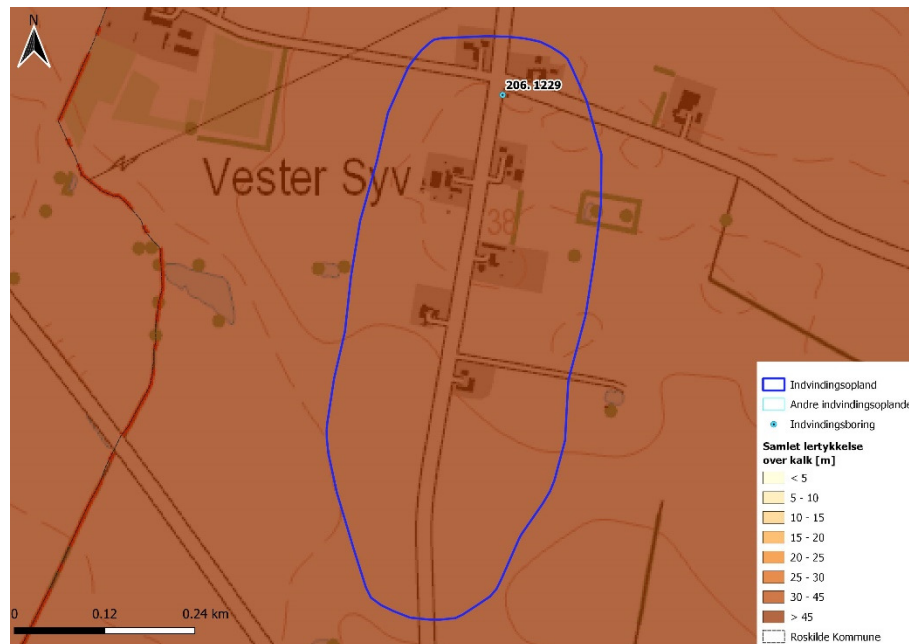 N
206. 1229
Vester Syv
38
Indvindingsopland
Andre indvindingsoplande
Indvindingsboring
Samlet lertykkelse
over kalk [m]
< 5
5 - 10
10 - 15
15 - 20
20 - 25
25 - 30
30 - 45
> 45
Roskilde Kommune
0 0.12 0.24 km